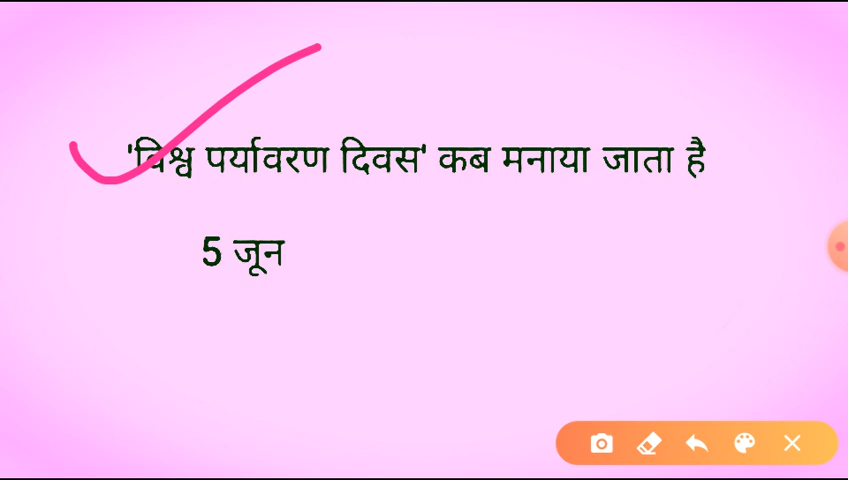 'विश्व पर्यावरण दिवस' कब मनाया जाता है
5 जून